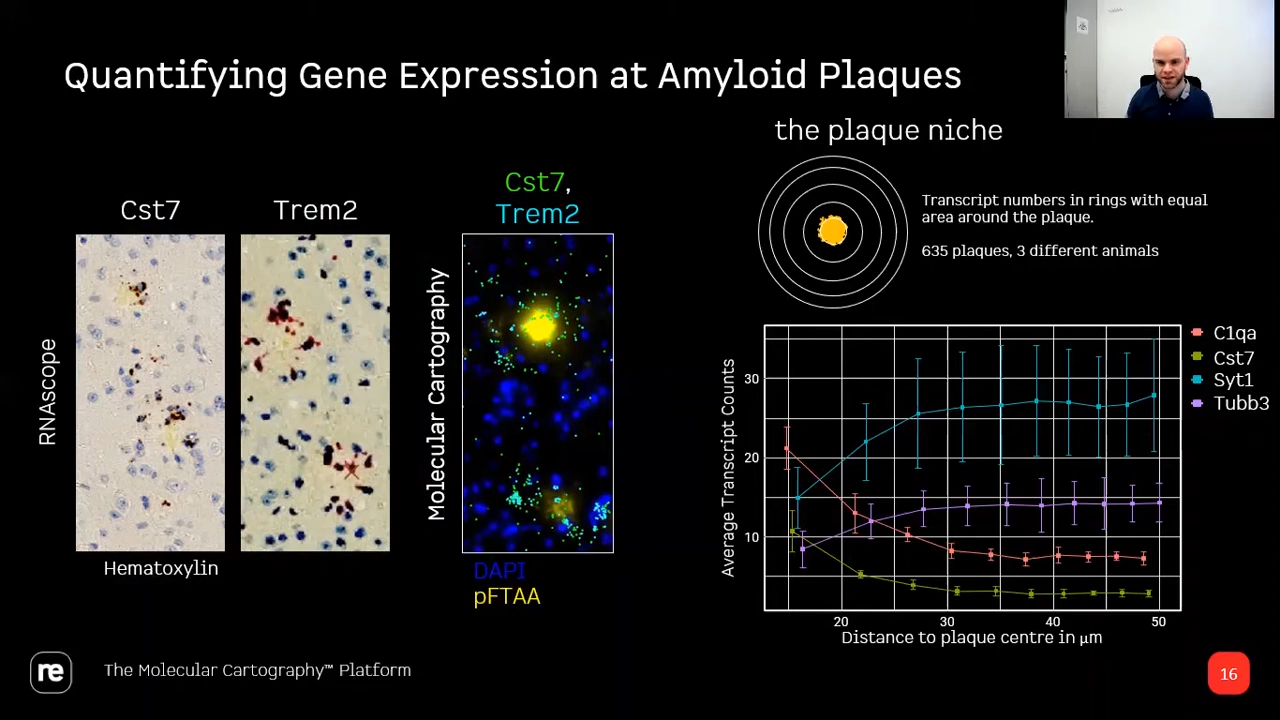 Quantifying Gene Expression at Amyloid Plaques
the plaque niche
Cst7
Trem2
Cst7,
Trem2
Transcript numbers in rings with equal
area around the plaque.
635 plaques, 3 different animals
RNAscope
Molecular Cartography
Hematoxylin
DAPI
pFTAA
Average Transcript Counts
30
20
10
20
30
40
50
Distance to plaque centre in µm
C1qa
Cst7
Syt1
Tubb3
re
The Molecular Cartography™ Platform
16